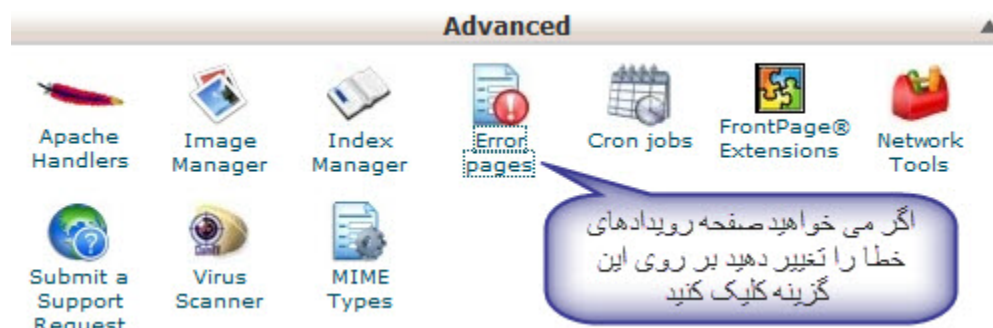 Advanced
Apache
Handlers
Image
Manager
Index
Manager
Error
pages
Cron jobs
FrontPage®
Extensions
Network
Tools
Submit a
Support
Request
Virus
Scanner
MIME
Types
اگر می خواهید صفحه رویدادهای
خطا را تغییر دهید بر روی این
گزینه کلیک کنید